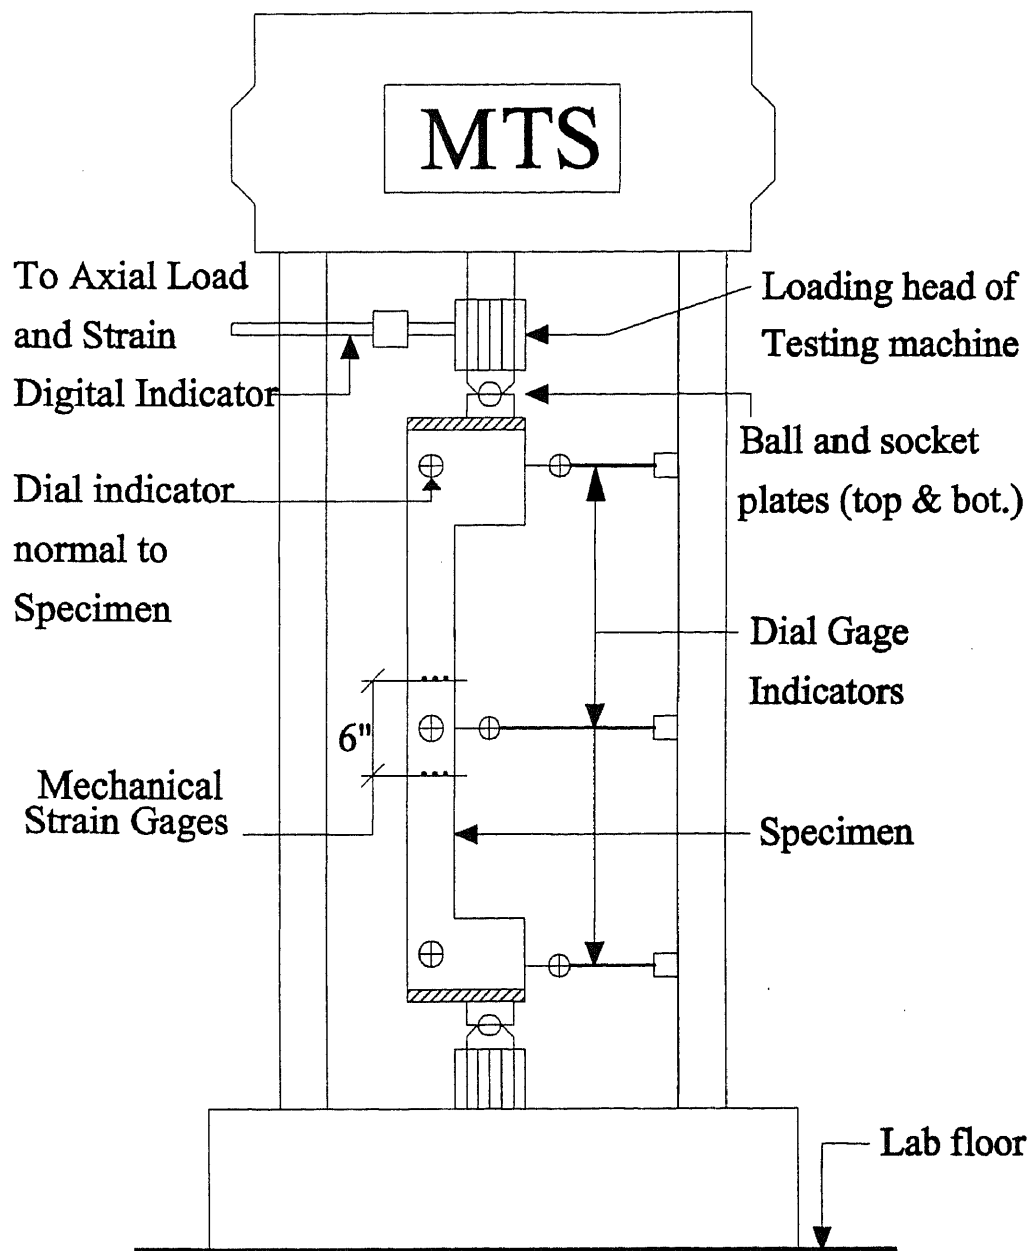 MTS
To Axial Load
and Strain
Digital Indicator
Loading head of
Testing machine
Ball and socket
plates (top & bot.)
Dial indicator
normal to
Specimen
Dial Gage
Indicators
6"
Mechanical
Strain Gages
Specimen
Lab floor